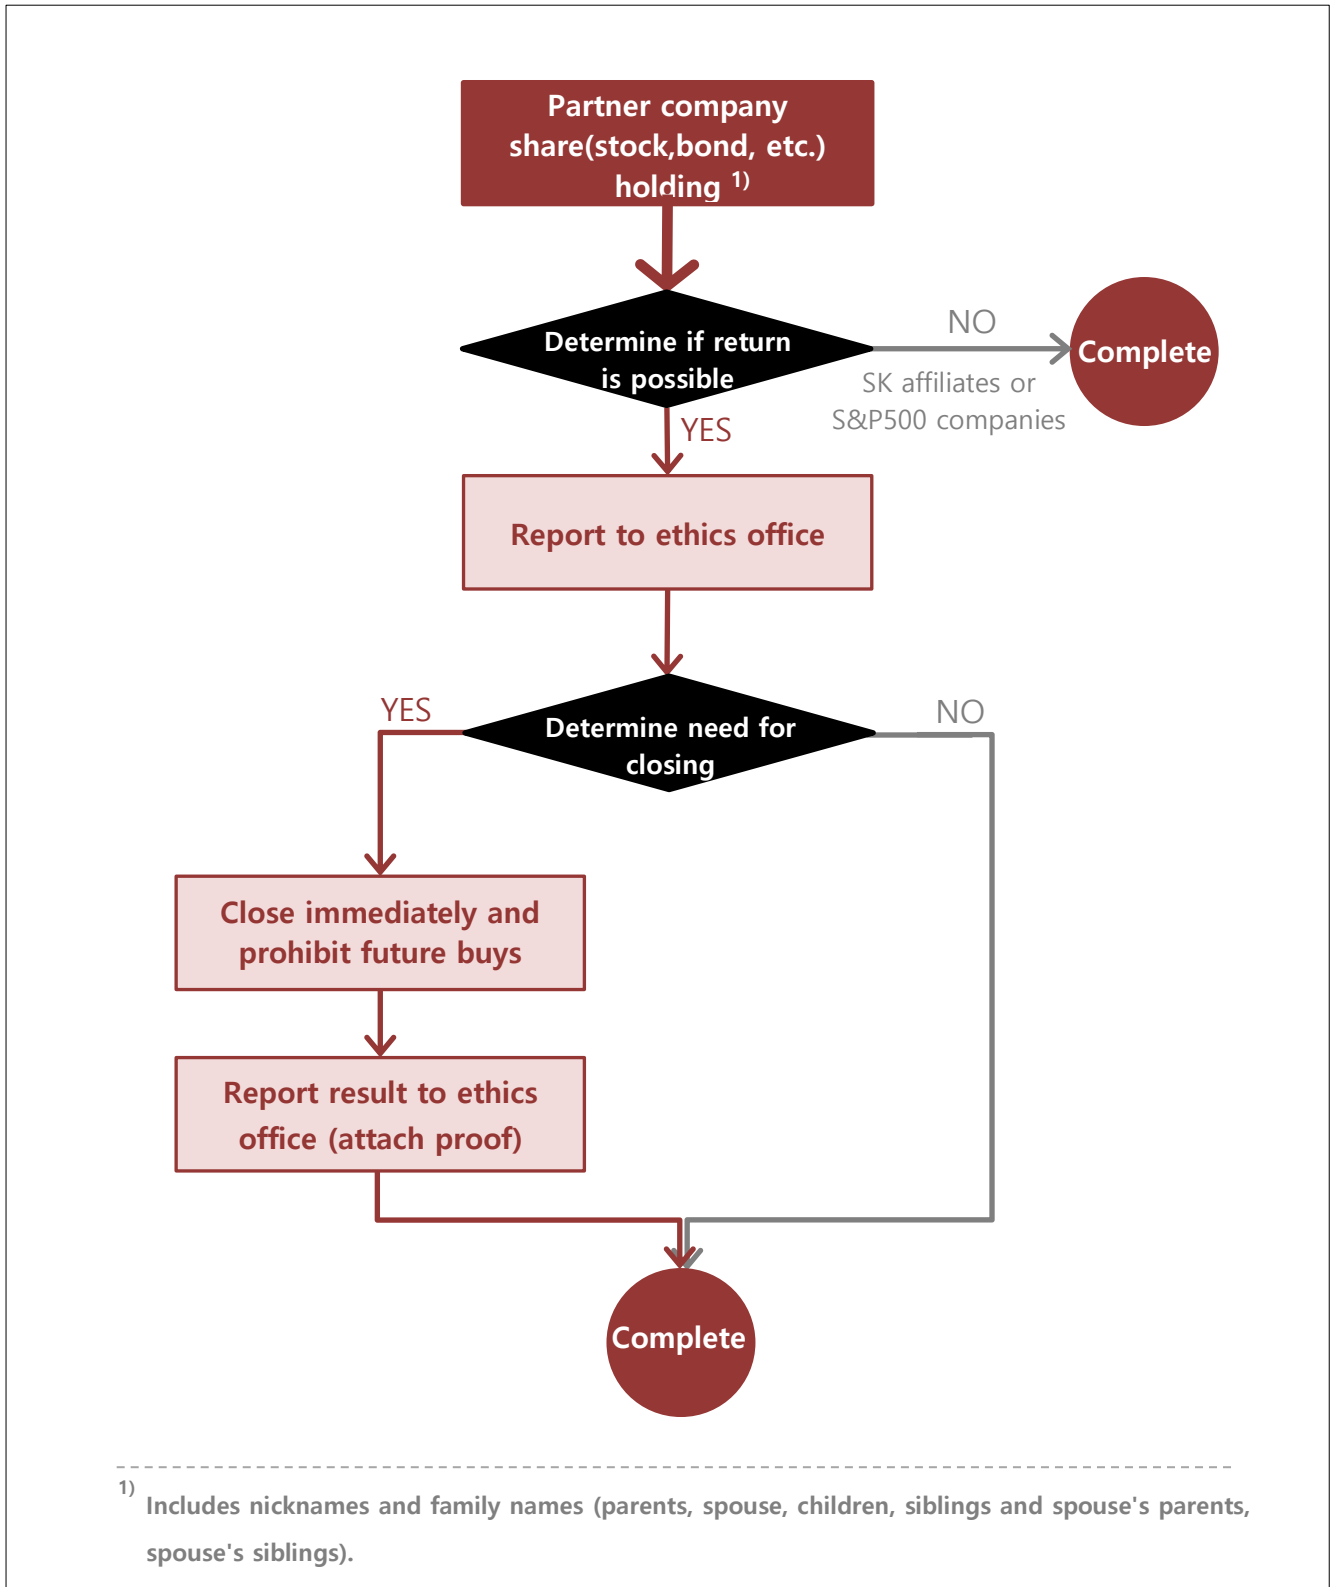 Partner company
share(stock,bond, etc.)
holding 1)
Determine if return
is possible
NO
SK affiliates or
S&P500 companies
Complete
YES
Report to ethics office
YES
Determine need for
closing
NO
Close immediately and
prohibit future buys
Report result to ethics
office (attach proof)
Complete
1) Includes nicknames and family names (parents, spouse, children, siblings and spouse's parents,
spouse's siblings).